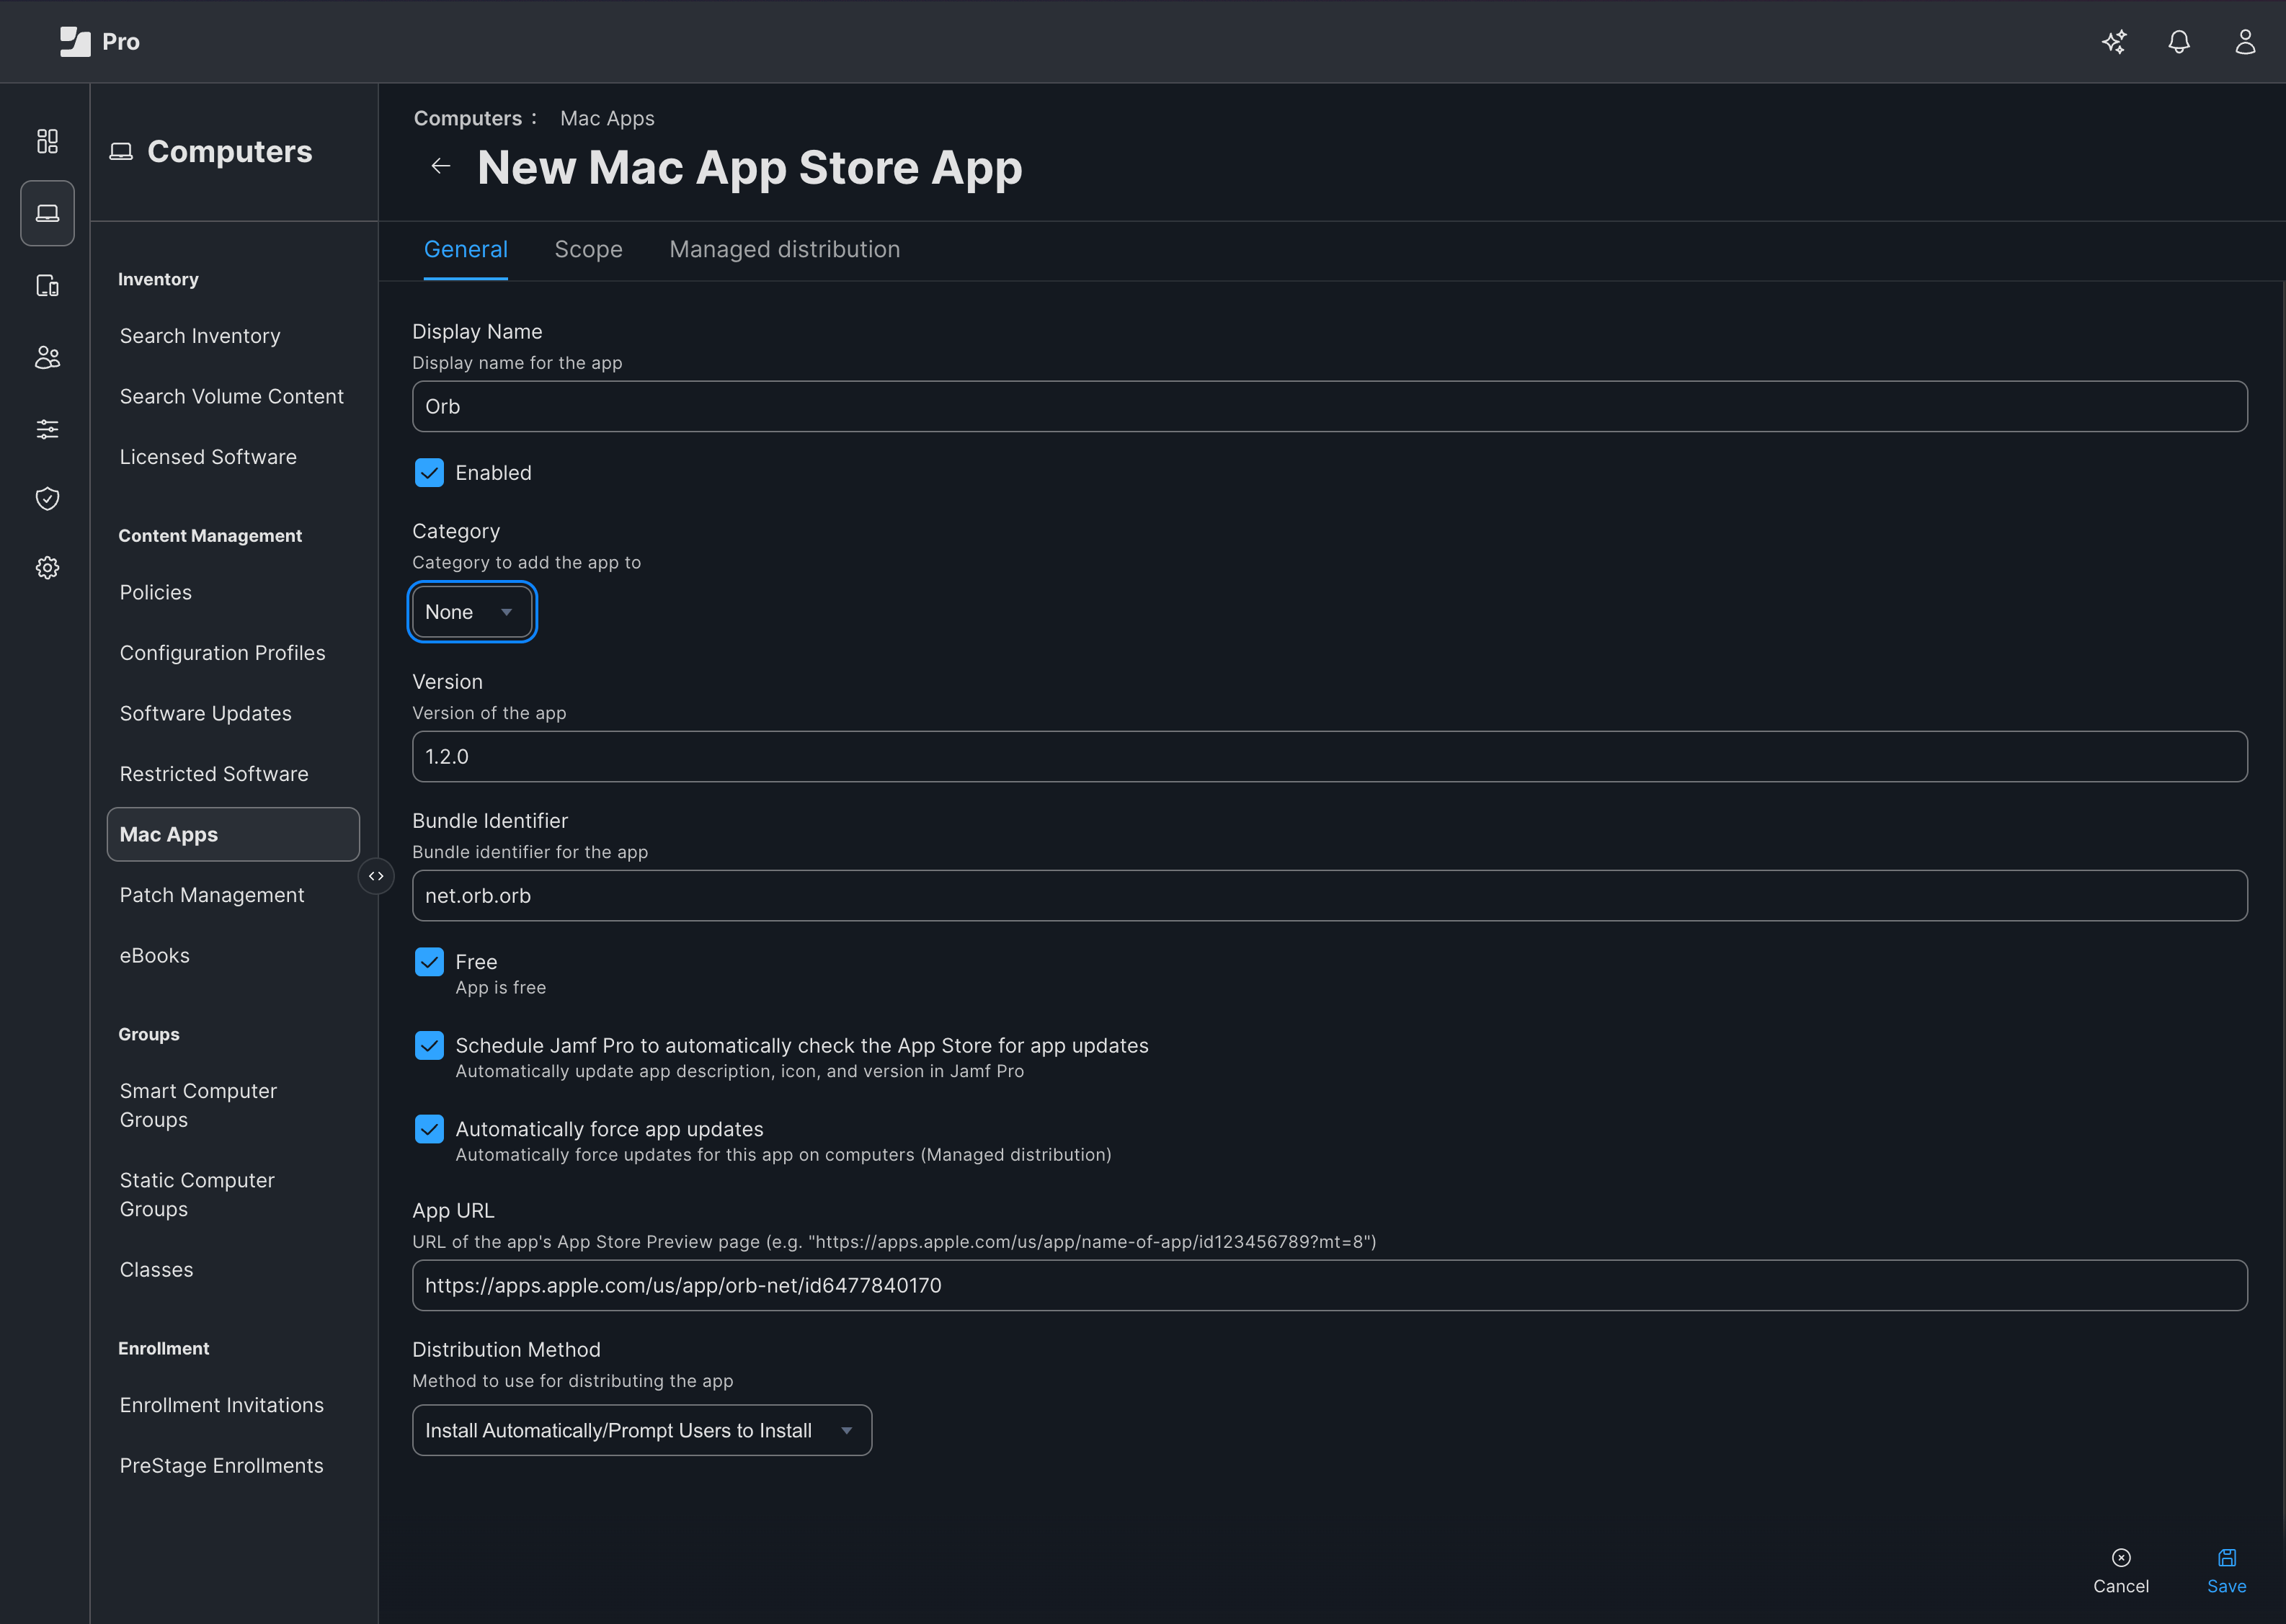 Pro
Computers
Inventory
Search Inventory
Search Volume Content
Licensed Software
Content Management
Policies
Configuration Profiles
Software Updates
Restricted Software
Mac Apps
Patch Management
eBooks
Groups
Smart Computer
Groups
Static Computer
Groups
Classes
Enrollment
Enrollment Invitations
PreStage Enrollments
Computers : Mac Apps
New Mac App Store App
General Scope Managed distribution
Display Name
Display name for the app
Orb
Enabled
Category
Category to add the app to
None
Version
Version of the app
1.2.0
Bundle Identifier
Bundle identifier for the app
net.orb.orb
Free
App is free
Schedule Jamf Pro to automatically check the App Store for app updates
Automatically update app description, icon, and version in Jamf Pro
Automatically force app updates
Automatically force updates for this app on computers (Managed distribution)
App URL
URL of the app's App Store Preview page (e.g. "https://apps.apple.com/us/app/name-of-app/id123456789?mt=8")
https://apps.apple.com/us/app/orb-net/id6477840170
Distribution Method
Method to use for distributing the app
Install Automatically/Prompt Users to Install
Cancel Save